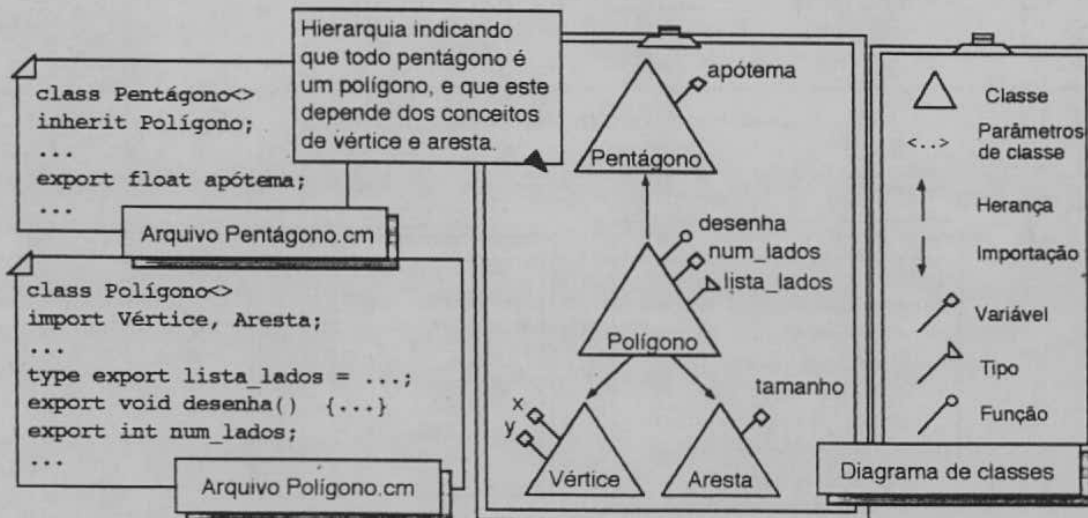 Hierarquia indicando
que todo pentágono é
um polígono, e que este
depende dos conceitos
de vértice e aresta.
class Pentágono<>
inherit Polígono;
...
export float apótema;
...
Arquivo Pentágono.cm
class Polígono<>
import Vértice, Aresta;
...
type export lista_lados = ...;
export void desenha() {...}
export int num_lados;
...
Arquivo Polígono.cm
apótema
Pentágono
desenha
num_lados
lista_lados
Polígono
tamanho
x
y
Vértice
Aresta
Classe
<..>
Parâmetros
de classe
Herança
Importação
Variável
Tipo
Função
Diagrama de classes